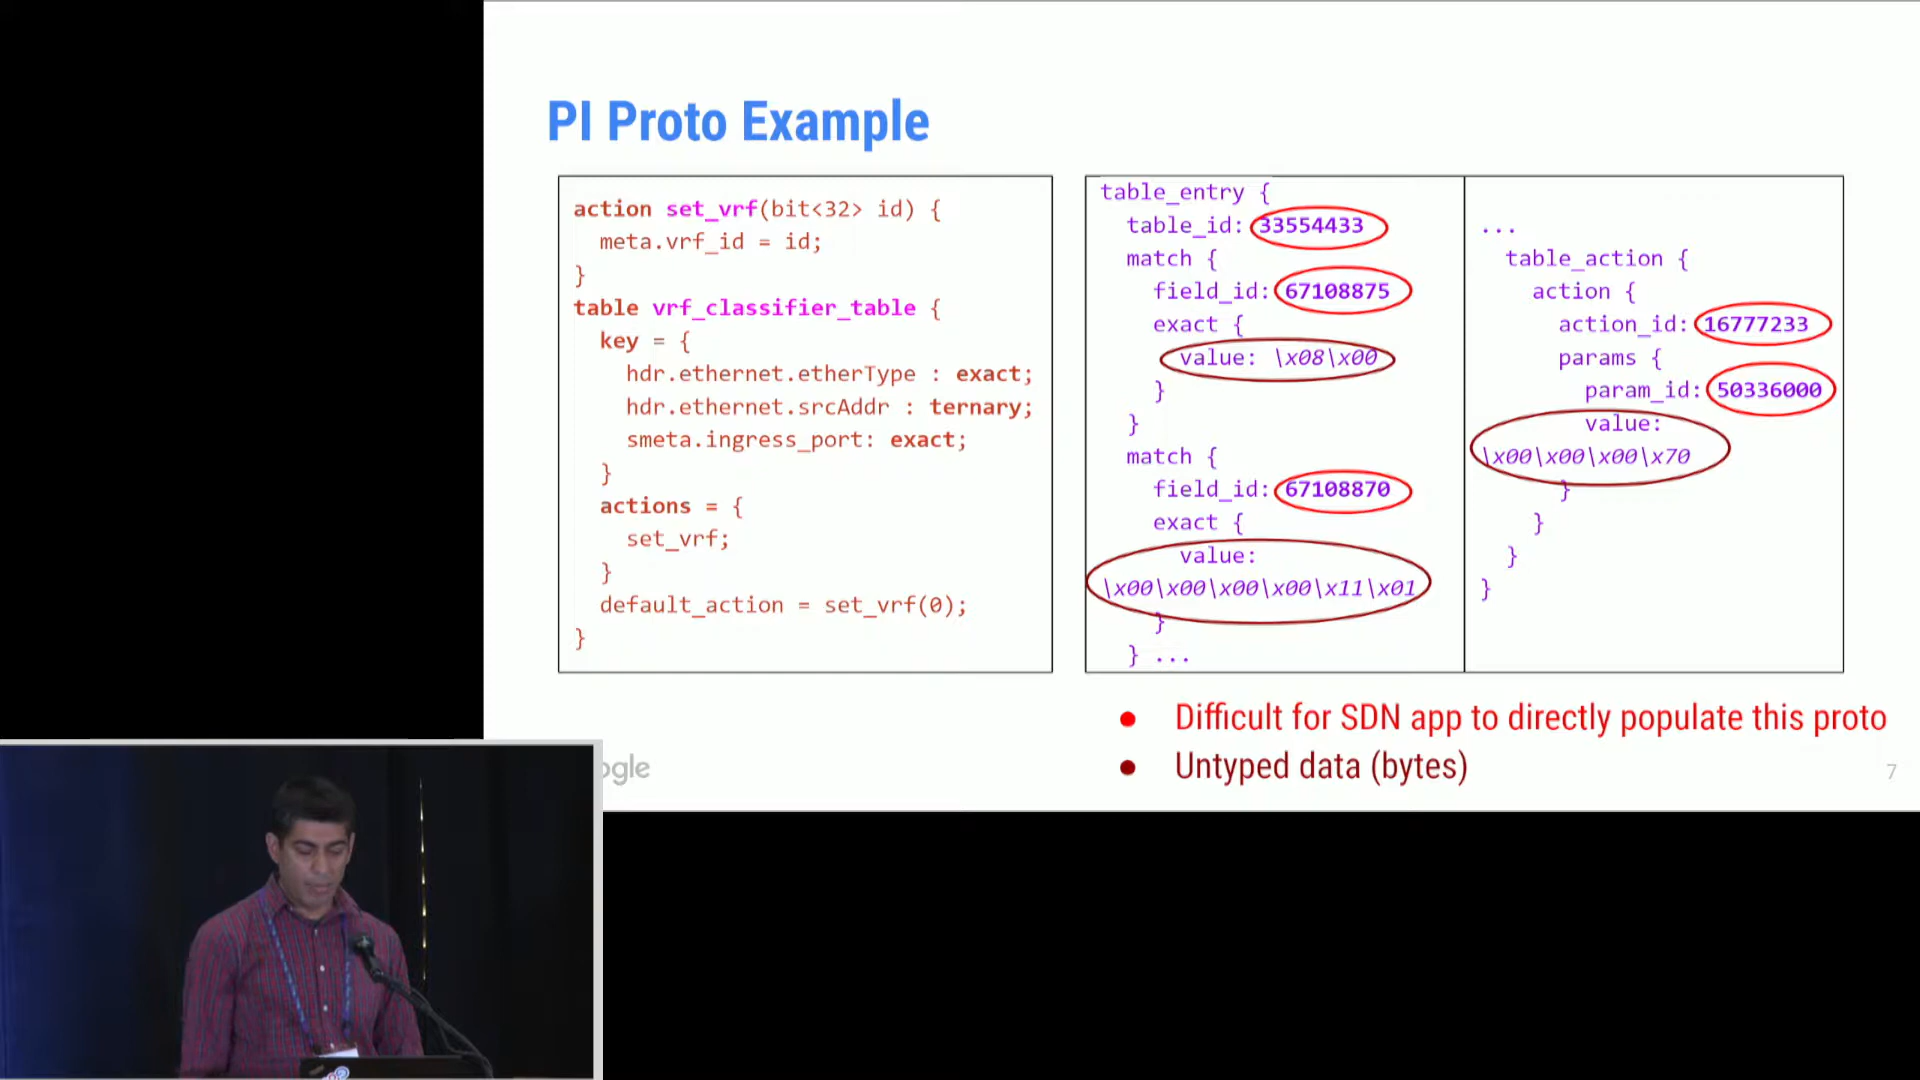 PI Proto Example
action set_vrf(bit<32> id) {
meta.vrf_id = id;
}
table vrf_classifier_table {
key = {
hdr.ethernet.etherType : exact;
hdr.ethernet.srcAddr : ternary;
smeta.ingress_port: exact;
}
actions = {
set_vrf;
}
default_action = set_vrf(0);
}
table_entry {
table_id: 33554433
match {
field_id: 67108875
exact {
value: \x08\x00
}
}
match {
field_id: 67108870
exact {
value:
\x00\x00\x00\x00\x11\x01
}
} ...
...
table_action {
action {
action_id: 16777233
params {
param_id: 50336000
value:
\x00\x00\x00\x70
}
}
}
}
● Difficult for SDN app to directly populate this proto
● Untyped data (bytes)
ogle
7